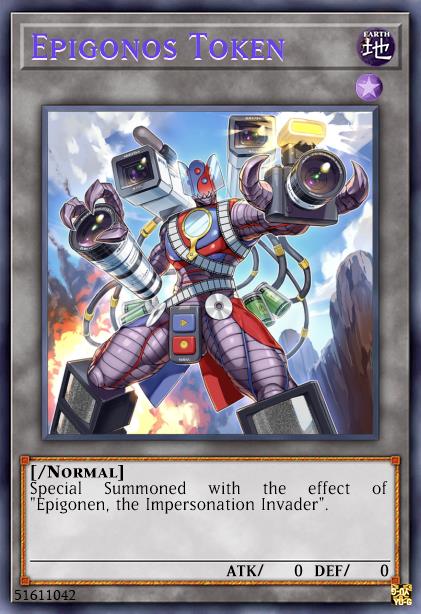 Epigonos Token
EARTH
地
[/Normal]
Special Summoned with the effect of
"Epigonen, the Impersonation Invader".
ATK/ 0 DEF/ 0
51611042